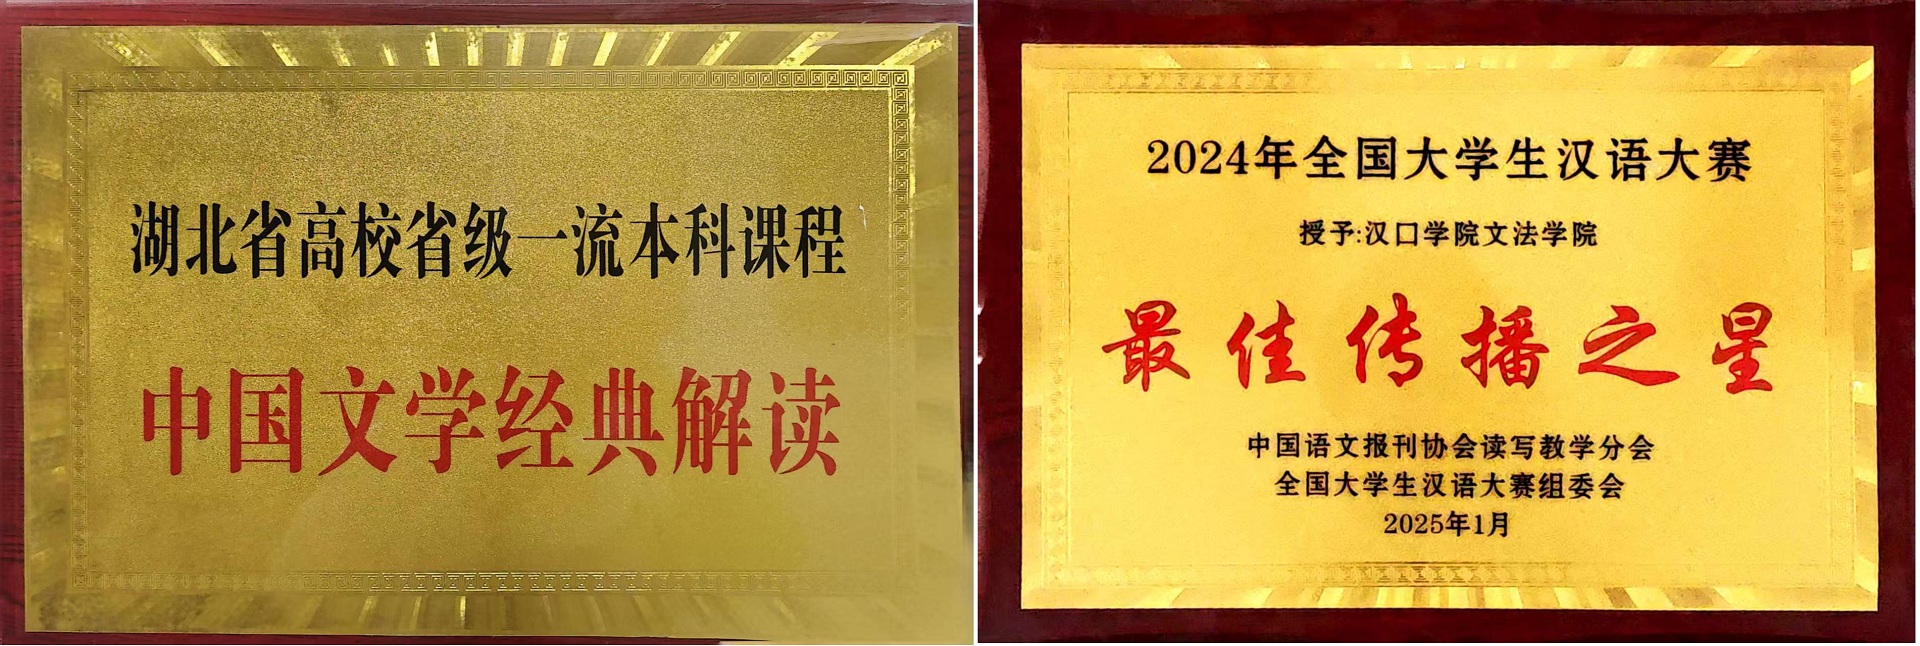 湖北省高校省级一流本科课程
中国文学经典解读
2024年全国大学生汉语大赛
授予:汉口学院文法学院
最佳传播之星
中国语文报刊协会读写教学分会
全国大学生汉语大赛组委会
2025年1月